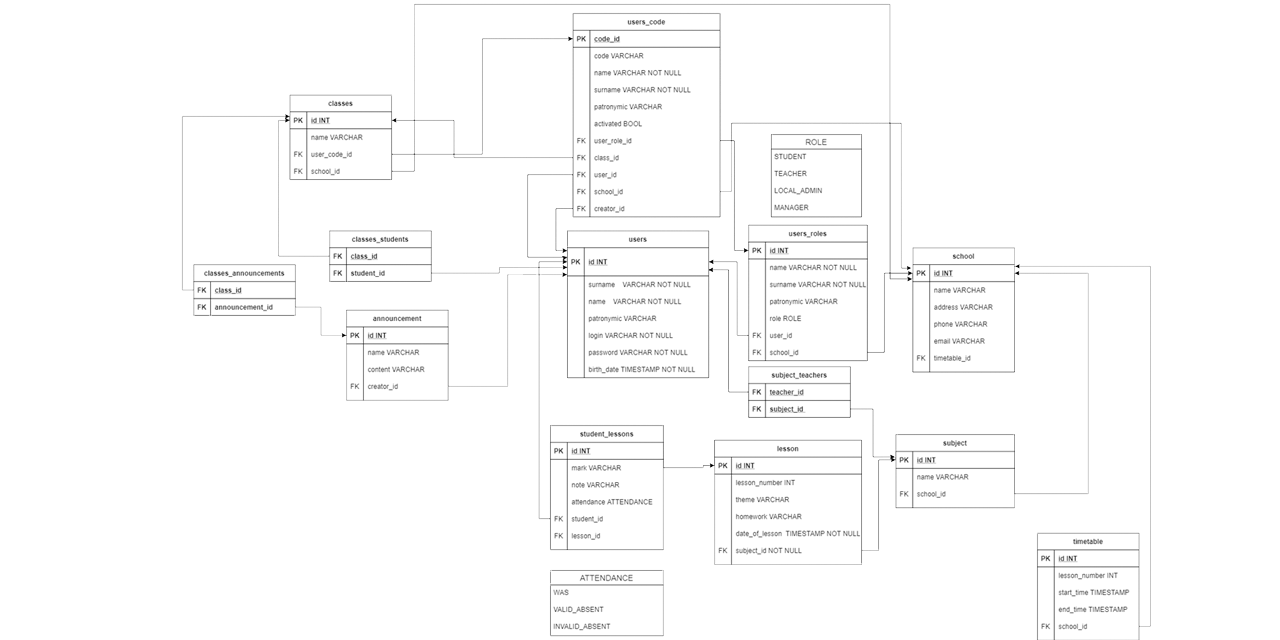 users_code
PK code_id
code VARCHAR
name VARCHAR NOT NULL
surname VARCHAR NOT NULL
patronymic VARCHAR
activated BOOL
FK user_role_id
FK class_id
FK user_id
FK school_id
FK creator_id
classes
PK id INT
name VARCHAR
FK user_code_id
FK school_id
ROLE
STUDENT
TEACHER
LOCAL_ADMIN
MANAGER
classes_students
FK class_id
FK student_id
users
PK id INT
surname VARCHAR NOT NULL
name VARCHAR NOT NULL
patronymic VARCHAR
login VARCHAR NOT NULL
password VARCHAR NOT NULL
birth_date TIMESTAMP NOT NULL
users_roles
PK id INT
name VARCHAR NOT NULL
surname VARCHAR NOT NULL
patronymic VARCHAR
role ROLE
FK user_id
FK school_id
school
PK id INT
name VARCHAR
address VARCHAR
phone VARCHAR
email VARCHAR
FK timetable_id
classes_announcements
FK class_id
FK announcement_id
announcement
PK id INT
name VARCHAR
content VARCHAR
FK creator_id
subject_teachers
FK teacher_id
FK subject_id
student_lessons
PK id INT
mark VARCHAR
note VARCHAR
attendance ATTENDANCE
FK student_id
FK lesson_id
lesson
PK id INT
lesson_number INT
theme VARCHAR
homework VARCHAR
date_of_lesson TIMESTAMP NOT NULL
FK subject_id NOT NULL
subject
PK id INT
name VARCHAR
FK school_id
timetable
PK id INT
lesson_number INT
start_time TIMESTAMP
end_time TIMESTAMP
FK school_id
ATTENDANCE
WAS
VALID_ABSENT
INVALID_ABSENT